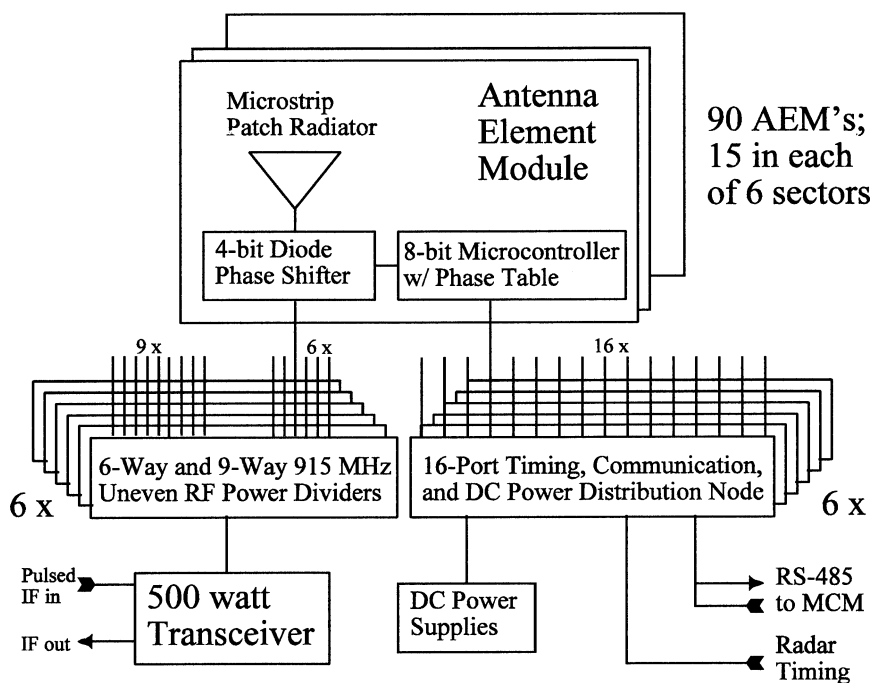 Microstrip
Patch Radiator
Antenna
Element
Module
90 AEM's;
15 in each
of 6 sectors
4-bit Diode
Phase Shifter
8-bit Microcontroller
w/ Phase Table
9 x
6 x
16 x
6-Way and 9-Way 915 MHz
Uneven RF Power Dividers
16-Port Timing, Communication,
and DC Power Distribution Node
6 x
6 x
Pulsed
IF in
IF out
500 watt
Transceiver
DC Power
Supplies
RS-485
to MCM
Radar
Timing